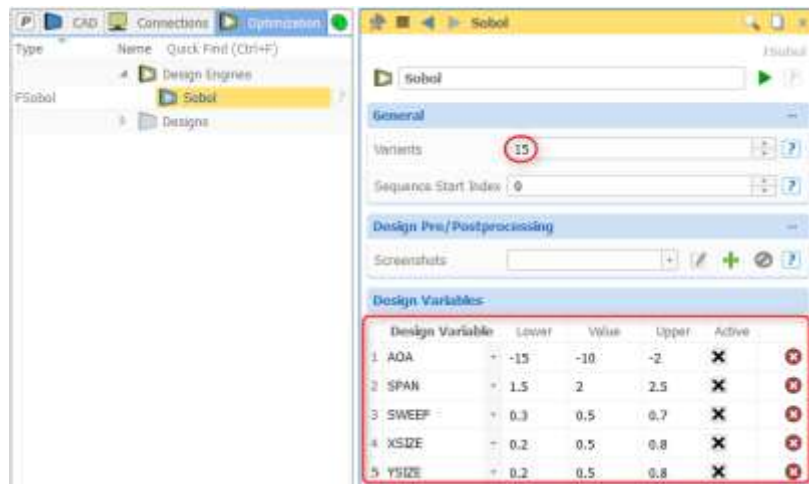 P CAD Connections Optimization
Type Name Quick Find (Ctrl+F)
Design Engines
FSobol Sobol
Designs
Sobol
FSobol
Sobol
General
Variants 15
Sequence Start Index 0
Design Pre/Postprocessing
Screenshots
Design Variables
Design Variable Lower Value Upper Active
1 AOA -15 -10 -2
2 SPAN 1.5 2 2.5
3 SWEEP 0.3 0.5 0.7
4 XSIZE 0.2 0.5 0.8
5 YSIZE 0.2 0.5 0.8